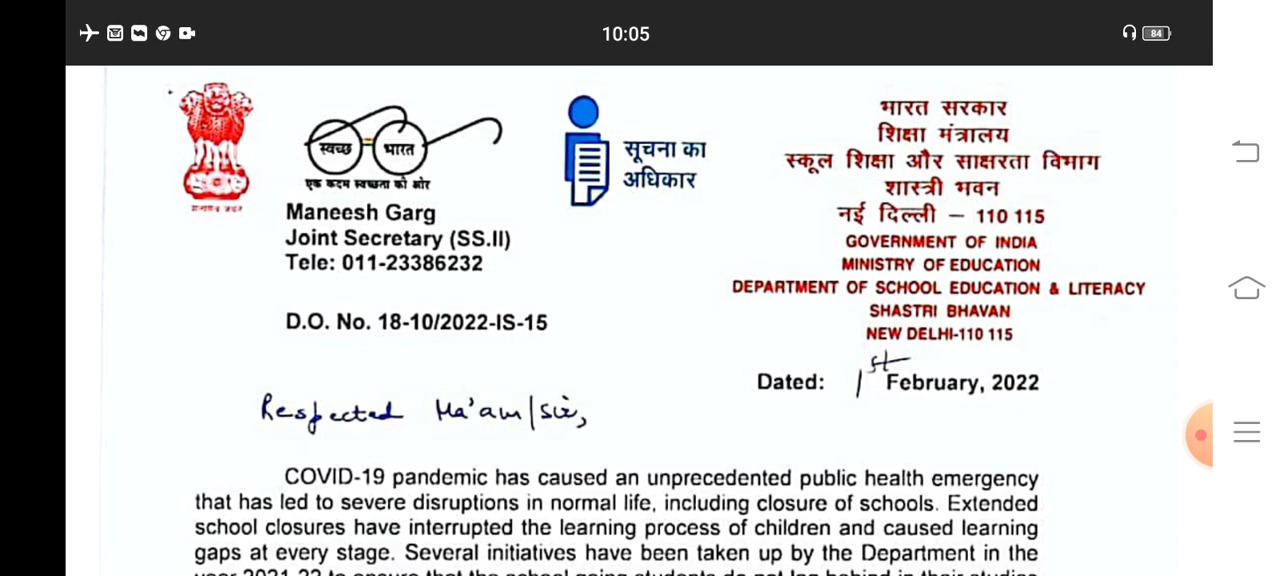 10:05
84
स्वच्छ भारत
एक कदम स्वच्छता की ओर
सूचना का
अधिकार
भारत सरकार
शिक्षा मंत्रालय
स्कूल शिक्षा और साक्षरता विभाग
शास्त्री भवन
नई दिल्ली – 110 115
GOVERNMENT OF INDIA
MINISTRY OF EDUCATION
DEPARTMENT OF SCHOOL EDUCATION & LITERACY
SHASTRI BHAVAN
NEW DELHI-110 115
Maneesh Garg
Joint Secretary (SS.II)
Tele: 011-23386232
D.O. No. 18-10/2022-IS-15
Dated: 1st February, 2022
Respected Ma'am/Sir,
COVID-19 pandemic has caused an unprecedented public health emergency
that has led to severe disruptions in normal life, including closure of schools. Extended
school closures have interrupted the learning process of children and caused learning
gaps at every stage. Several initiatives have been taken up by the Department in the